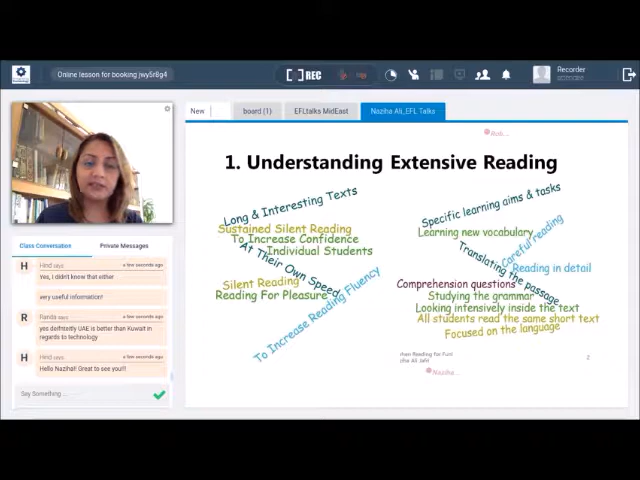 Online lesson for booking jwy5r8g4
REC
Recorder
New
board (1)
EFLtalks MidEast
Naziha Ali_EFL Talks
Rob...
1. Understanding Extensive Reading
Long & Interesting Texts
Sustained Silent Reading
To Increase Confidence
Individual Students
At Their Own Speed
Silent Reading
Reading For Pleasure
To Increase Reading Fluency
Specific learning aims & tasks
Learning new vocabulary
Careful reading
Translating the passage
Reading in detail
Comprehension questions
Studying the grammar
Looking intensively inside the text
All students read the same short text
Focused on the language
2
Naziha...
Class Conversation
Private Messages
H
Hind says
a few seconds ago
Yes, I didn't know that either
very useful information!
R
Randa says
a few seconds ago
yes definitedly UAE is better than Kuwait in
regards to technology
H
Hind says
a few seconds ago
Hello Naziha!! Great to see you!!!
Say Something ...